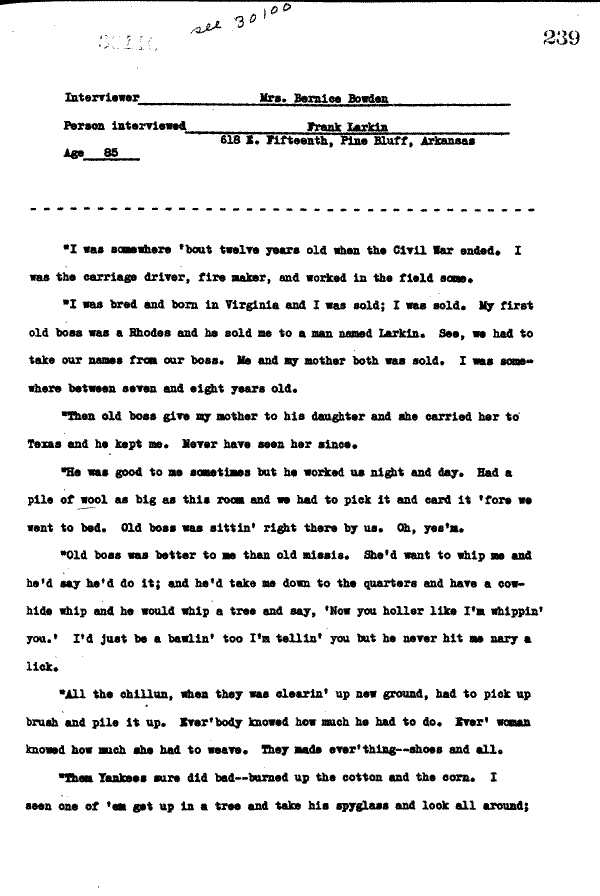 see 30100
239
Interviewer Mrs. Bernice Bowden
Person interviewed Frank Larkin
618 E. Fifteenth, Pine Bluff, Arkansas
Age 85
- - - - - - - - - - - - - - - - - - - - - - - - - - - - - - - - - - - - -
"I was somewhere 'bout twelve years old when the Civil War ended. I
was the carriage driver, fire maker, and worked in the field some.
"I was bred and born in Virginia and I was sold; I was sold. My first
old boss was a Rhodes and he sold me to a man named Larkin. See, we had to
take our names from our boss. Me and my mother both was sold. I was some-
where between seven and eight years old.
"Then old boss give my mother to his daughter and she carried her to
Texas and he kept me. Never have seen her since.
"He was good to me sometimes but he worked us night and day. Had a
pile of wool as big as this room and we had to pick it and card it 'fore we
went to bed. Old boss was sittin' right there by us. Oh, yes'm.
"Old boss was better to me than old missis. She'd want to whip me and
he'd say he'd do it; and he'd take me down to the quarters and have a cow-
hide whip and he would whip a tree and say, 'Now you holler like I'm whippin'
you.' I'd just be a bawlin' too I'm tellin' you but he never hit me nary a
lick.
"All the chillun, when they was clearin' up new ground, had to pick up
brush and pile it up. Ever'body knowed how much he had to do. Ever' woman
knowed how much she had to weave. They made ever'thing--shoes and all.
"Them Yankees sure did bad--burned up the cotton and the corn. I
seen one of 'em get up in a tree and take his spyglass and look all around;